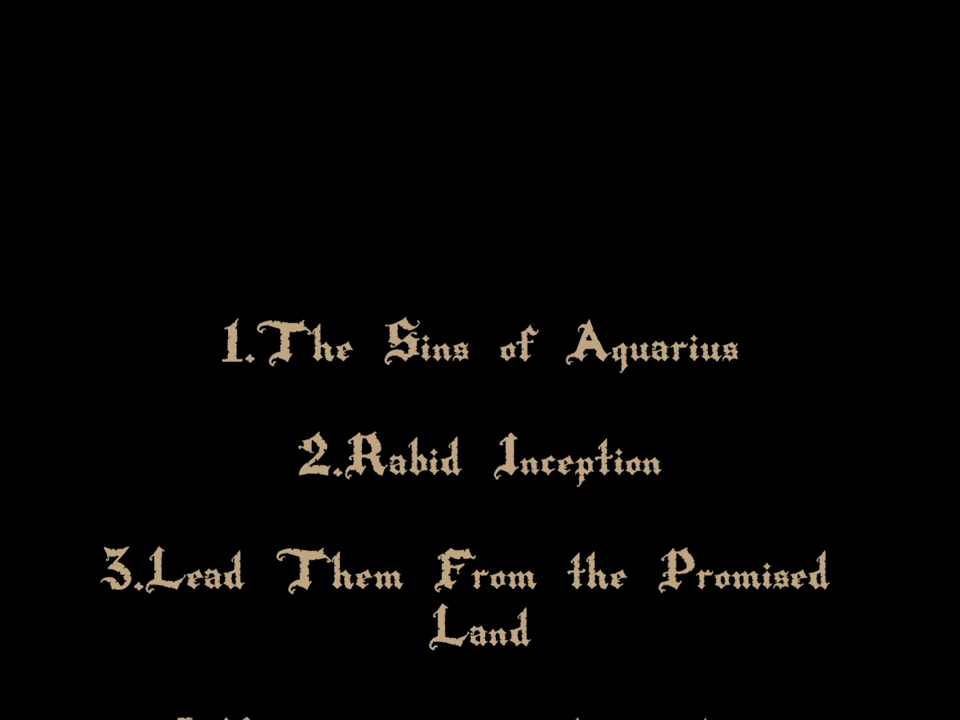 1.The Sins of Aquarius
2.Rabid Inception
3.Lead Them From the Promised
Land